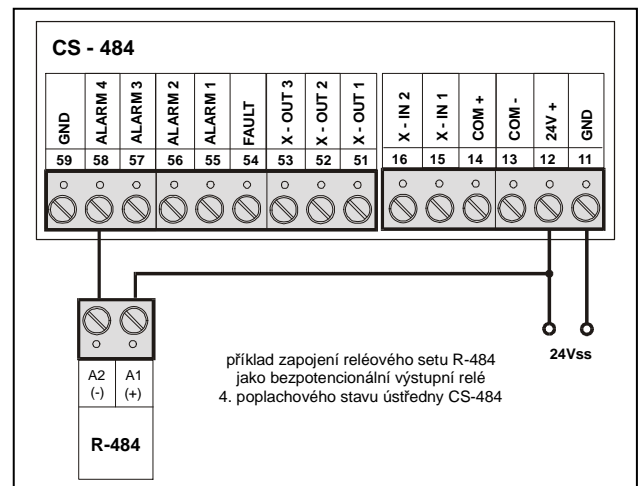 CS - 484
GND ALARM 4 ALARM 3 ALARM 2 ALARM 1 FAULT X - OUT 3 X - OUT 2 X - OUT 1 X - IN 2 X - IN 1 COM + COM - 24V + GND
59 58 57 56 55 54 53 52 51 16 15 14 13 12 11
24Vss
příklad zapojení reléového setu R-484
jako bezpotencionální výstupní relé
4. poplachového stavu ústředny CS-484
A2 A1
(-) (+)
R-484